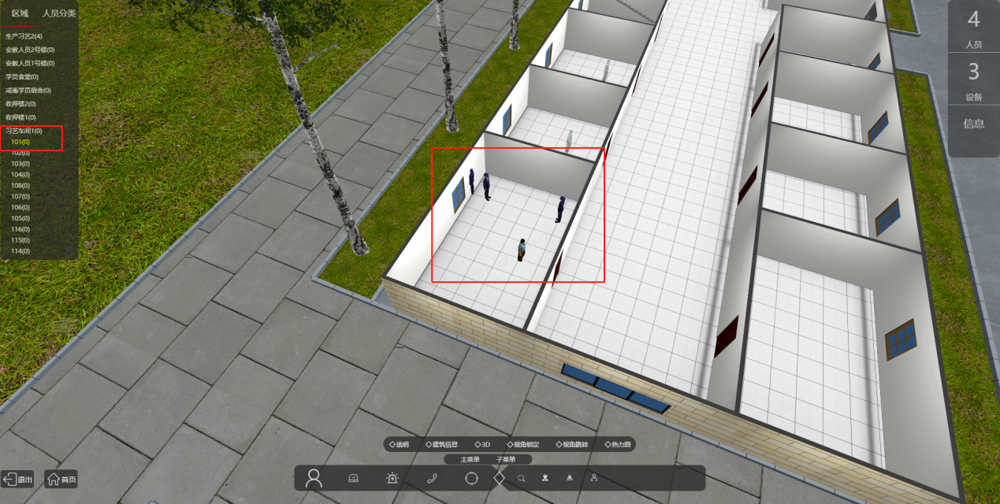 区域 人员分类
生产习艺2(4)
安教人员2号楼(0)
安教人员1号楼(0)
学员食堂(0)
戒毒学员宿舍(0)
收押楼2(0)
收押楼1(0)
习艺车间1(0)
101(0)
102(0)
103(0)
104(0)
108(0)
107(0)
106(0)
105(0)
116(0)
115(0)
114(0)
4
人员
3
设备
信息
透明 建筑信息 3D 视角锁定 视角跳转 热力图
主菜单 子菜单
退出 首页